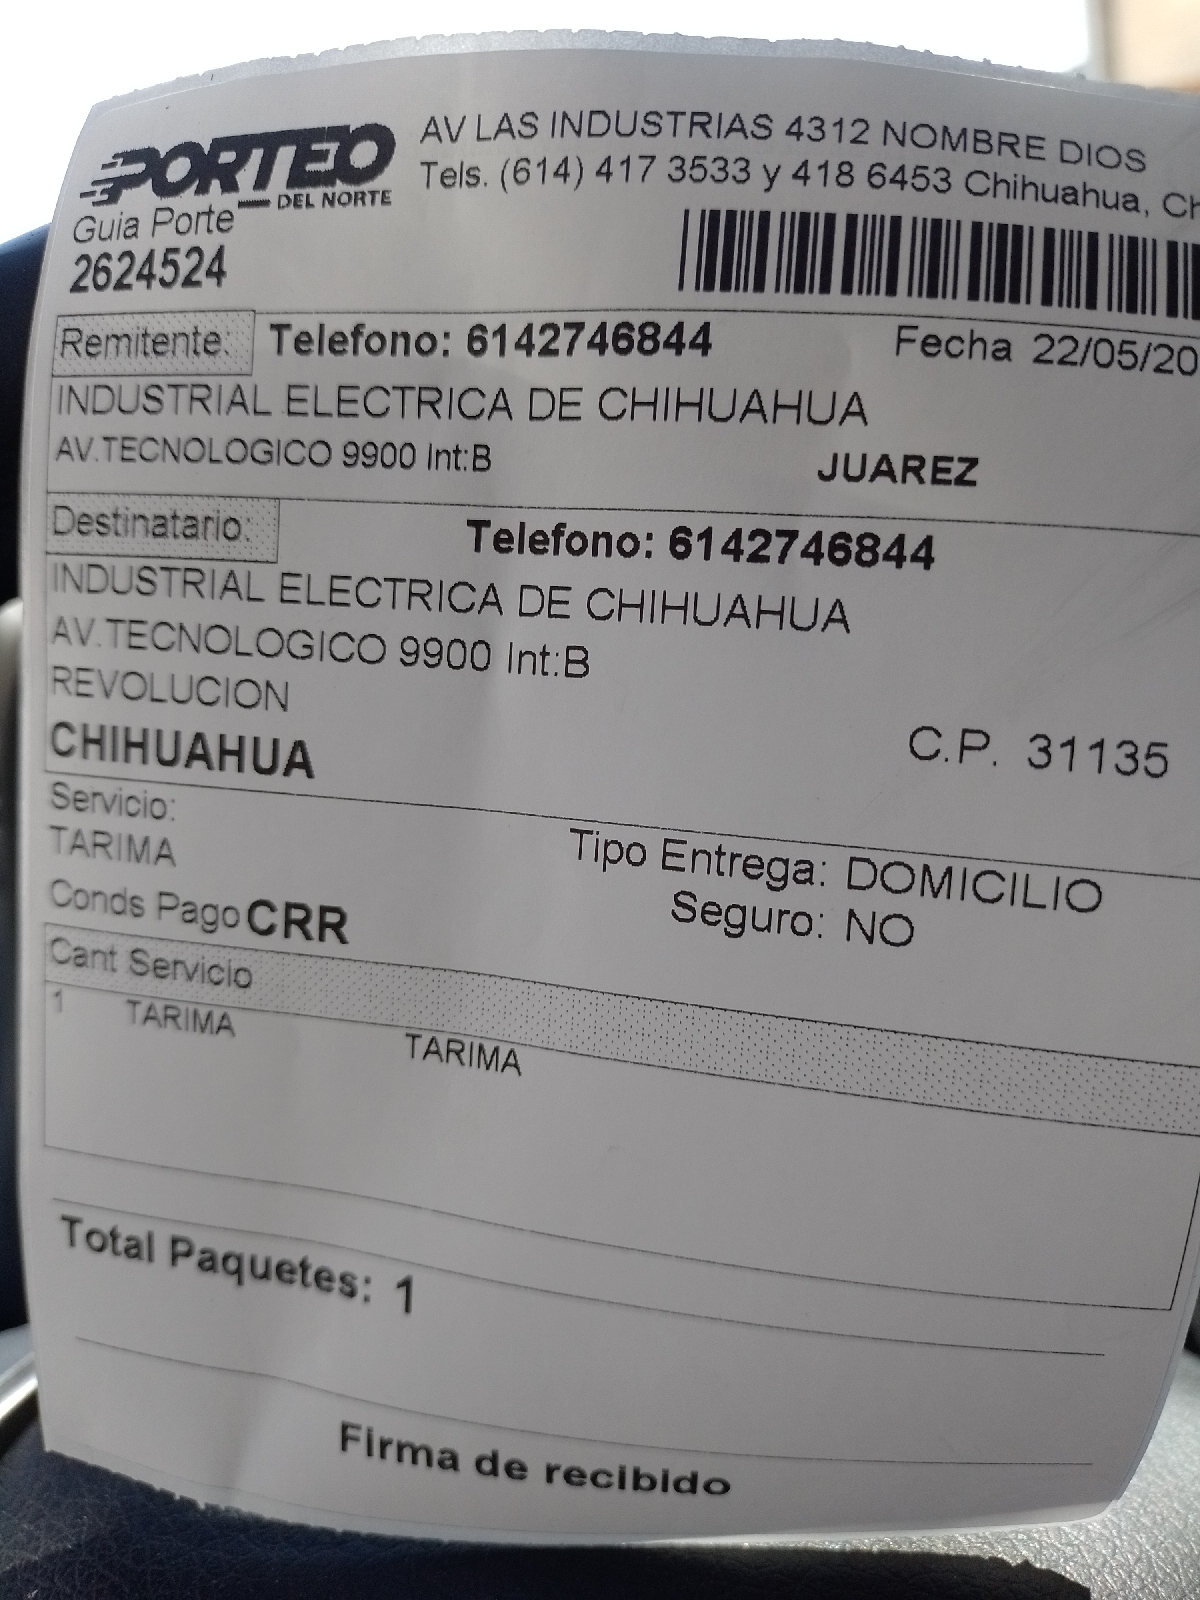 PORTEO DEL NORTE
AV LAS INDUSTRIAS 4312 NOMBRE DIOS
Tels. (614) 417 3533 y 418 6453 Chihuahua, Ch
Guia Porte
2624524
Remitente: Telefono: 6142746844 Fecha 22/05/20
INDUSTRIAL ELECTRICA DE CHIHUAHUA
AV.TECNOLOGICO 9900 Int:B JUAREZ
Destinatario: Telefono: 6142746844
INDUSTRIAL ELECTRICA DE CHIHUAHUA
AV.TECNOLOGICO 9900 Int:B
REVOLUCION
CHIHUAHUA C.P. 31135
Servicio:
TARIMA Tipo Entrega: DOMICILIO
Conds Pago CRR Seguro: NO
Cant Servicio
1 TARIMA TARIMA
Total Paquetes: 1
Firma de recibido